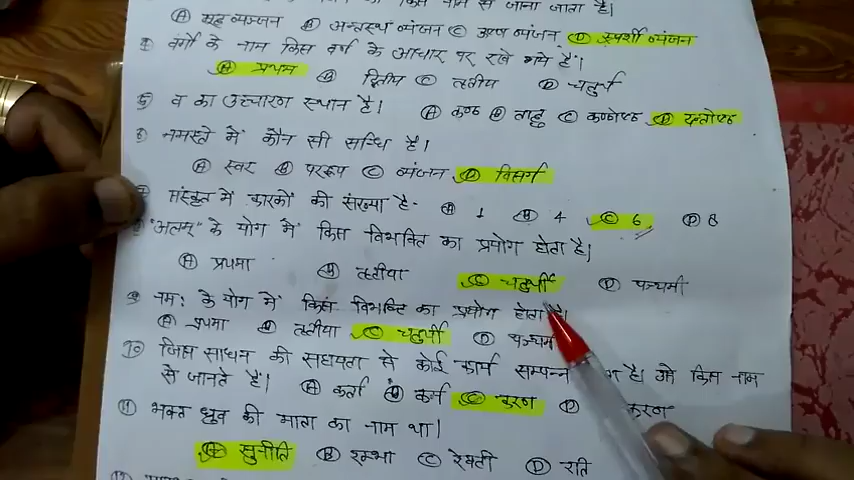 किस नाम से जाना जाता है।
Ⓐ व्यञ्जन Ⓑ अन्तस्थ व्यंजन Ⓒ उष्ण व्यंजन Ⓓ स्पर्शी व्यंजन
वर्गों के नाम किस वर्ण के आधार पर रखे गये हैं।
Ⓐ प्रथम Ⓑ द्वितीय Ⓒ तृतीय Ⓓ चतुर्थ
व का उच्चारण स्थान है। Ⓐ कण्ठ Ⓑ तालु Ⓒ कण्ठोष्ठ Ⓓ दन्तोष्ठ
नमस्ते में कौन सी सन्धि है।
Ⓐ स्वर Ⓑ पररूप Ⓒ व्यंजन Ⓓ विसर्ग
संस्कृत में कारकों की संख्या है- Ⓐ 1 Ⓑ 4 Ⓒ 6 Ⓓ 8
"अलम्" के योग में किस विभक्ति का प्रयोग होता है।
Ⓐ प्रथमा Ⓑ तृतीया Ⓒ चतुर्थी Ⓓ पञ्चमी
नमः के योग में किस विभक्ति का प्रयोग होता है।
Ⓐ प्रथमा Ⓑ तृतीया Ⓒ चतुर्थी Ⓓ पञ्चमी
10 जिस साधन की सहायता से कोई कार्य सम्पन्न है। उसे किस नाम
से जानते हैं। Ⓐ कर्ता Ⓑ कर्म Ⓒ करण Ⓓ करण
11 भक्त ध्रुव की माता का नाम था।
Ⓐ सुनीति Ⓑ रम्भा Ⓒ रेवती Ⓓ रति